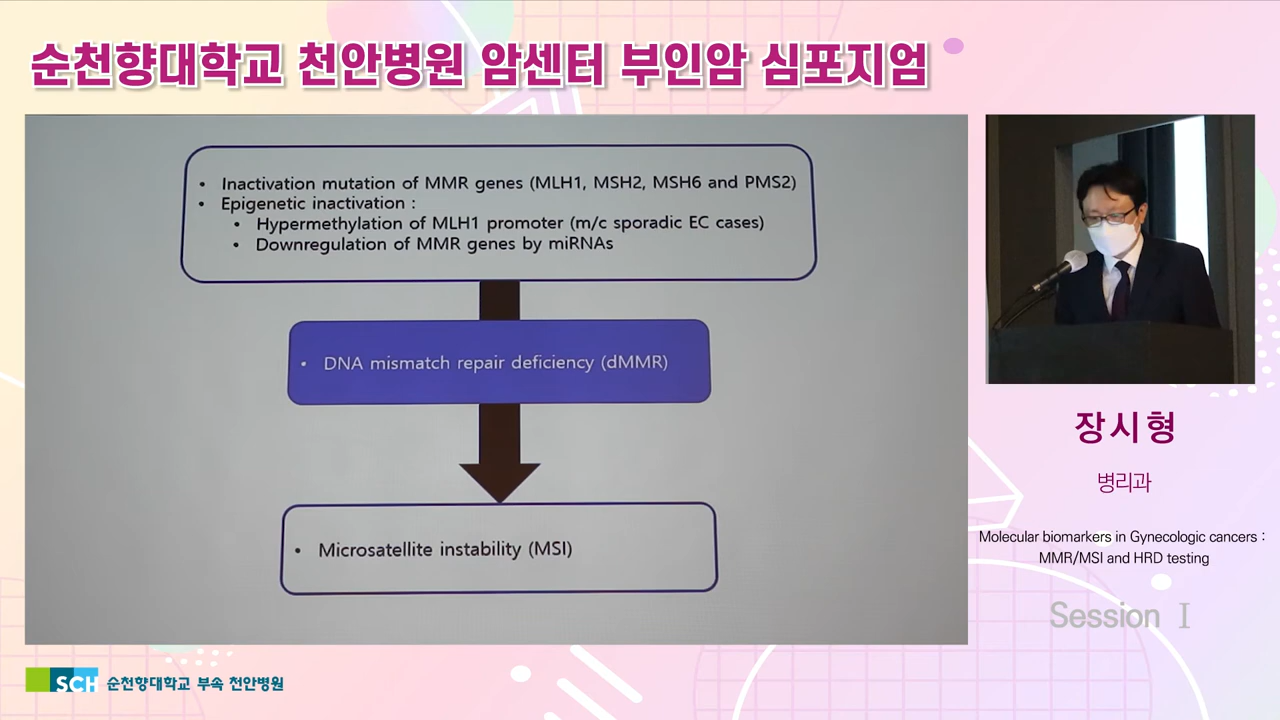 순천향대학교 천안병원 암센터 부인암 심포지엄
• Inactivation mutation of MMR genes (MLH1, MSH2, MSH6 and PMS2)
• Epigenetic inactivation :
• Hypermethylation of MLH1 promoter (m/c sporadic EC cases)
• Downregulation of MMR genes by miRNAs
• DNA mismatch repair deficiency (dMMR)
• Microsatellite instability (MSI)
장시형
병리과
Molecular biomarkers in Gynecologic cancers :
MMR/MSI and HRD testing
Session Ⅰ
SCH 순천향대학교 부속 천안병원